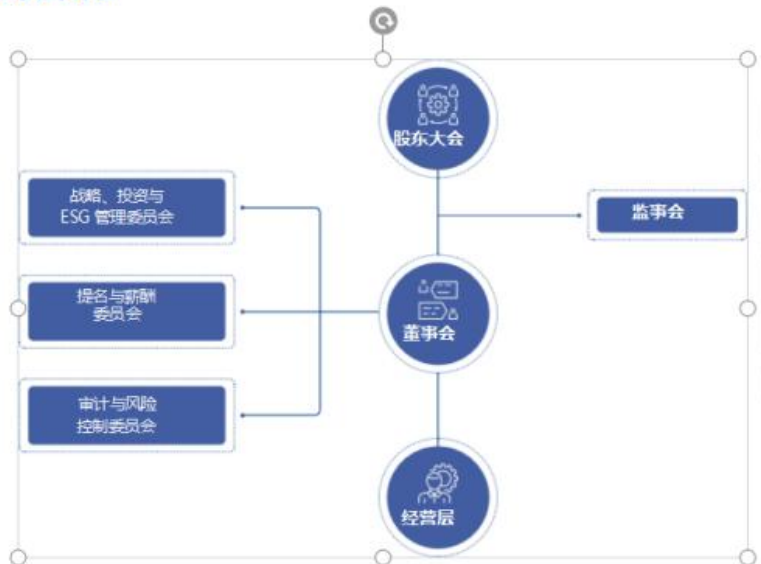 股东大会
战略、投资与
ESG 管理委员会
监事会
提名与薪酬
委员会
董事会
审计与风险
控制委员会
经营层